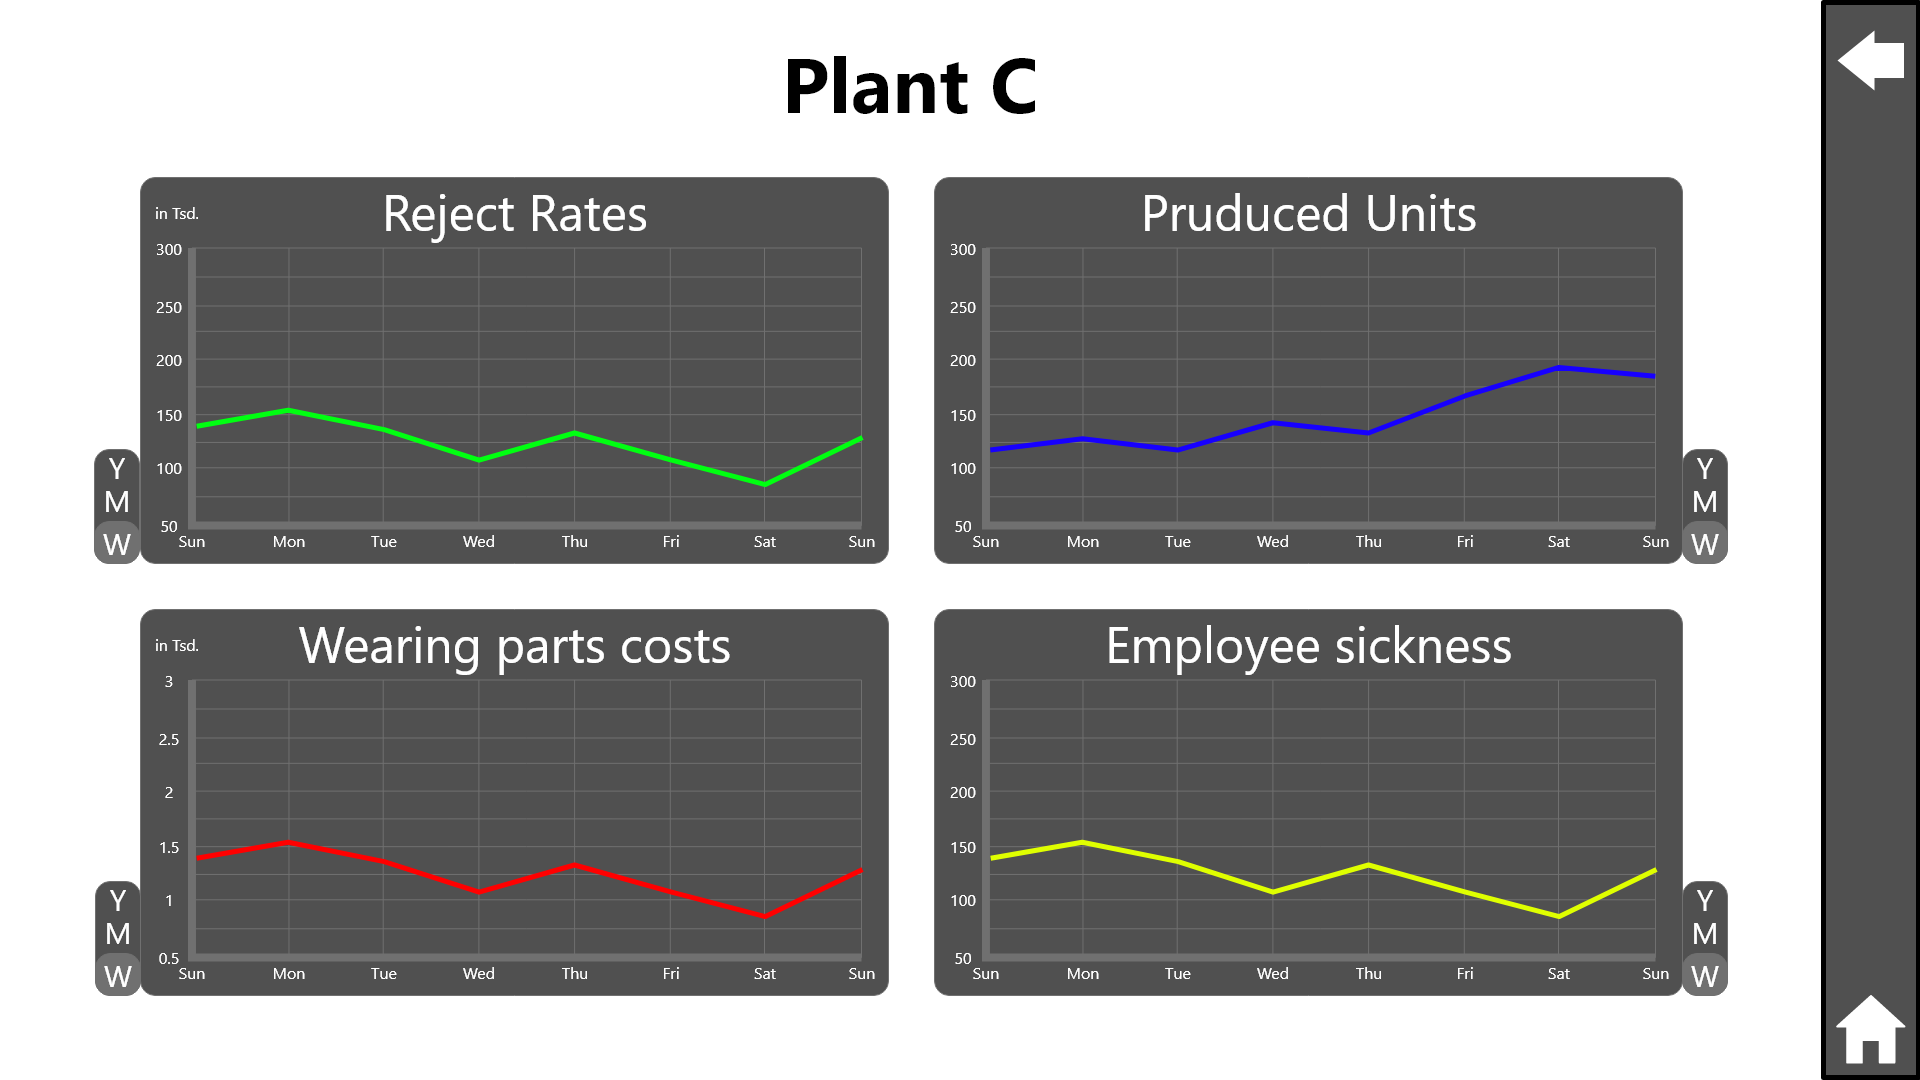 Plant C
in Tsd.
Reject Rates
300
250
200
150
100
50
Sun Mon Tue Wed Thu Fri Sat Sun
Y
M
W
Pruduced Units
300
250
200
150
100
50
Sun Mon Tue Wed Thu Fri Sat Sun
Y
M
W
in Tsd.
Wearing parts costs
3
2.5
2
1.5
1
0.5
Sun Mon Tue Wed Thu Fri Sat Sun
Y
M
W
Employee sickness
300
250
200
150
100
50
Sun Mon Tue Wed Thu Fri Sat Sun
Y
M
W